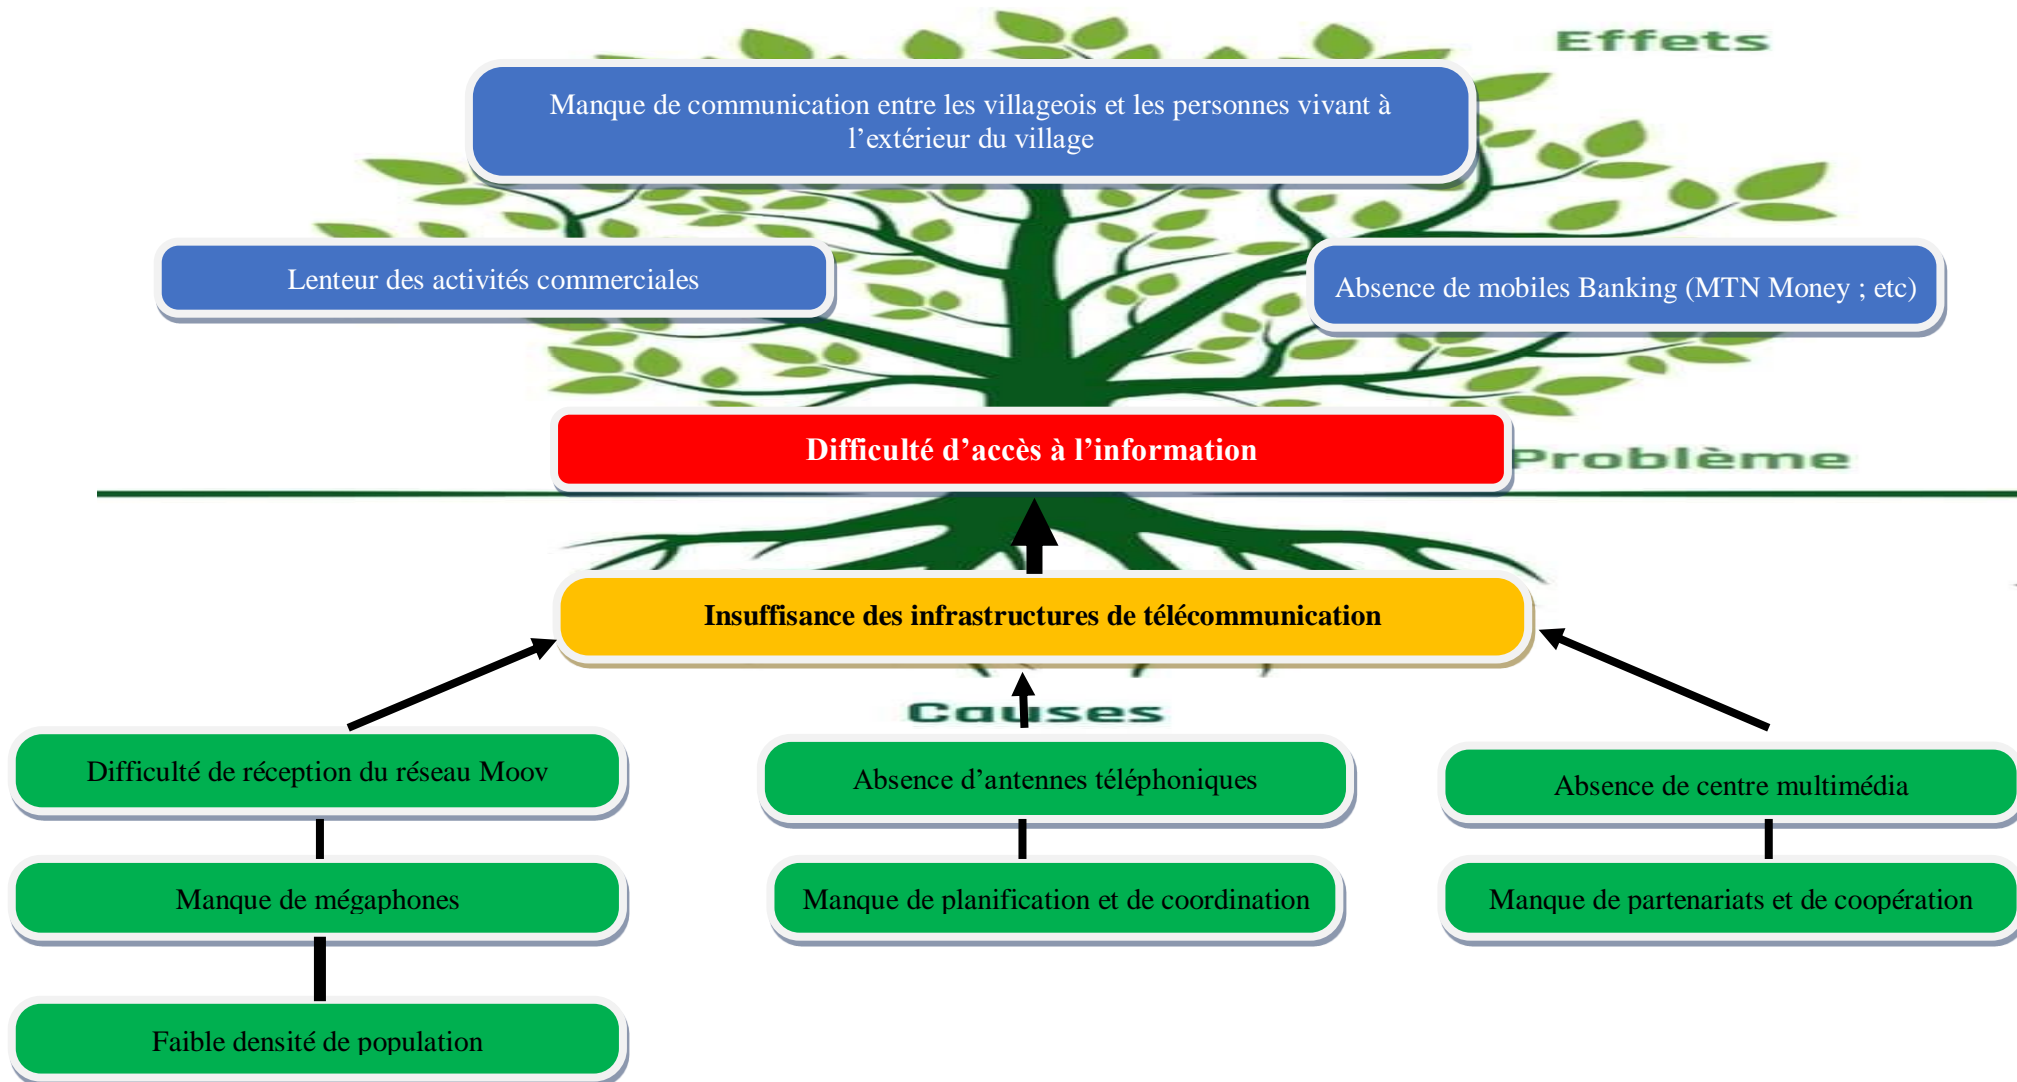 Effets
Manque de communication entre les villageois et les personnes vivant à
l’extérieur du village
Lenteur des activités commerciales
Absence de mobiles Banking (MTN Money ; etc)
Difficulté d’accès à l’information
Problème
Insuffisance des infrastructures de télécommunication
Causes
Difficulté de réception du réseau Moov
Absence d’antennes téléphoniques
Absence de centre multimédia
Manque de mégaphones
Manque de planification et de coordination
Manque de partenariats et de coopération
Faible densité de population